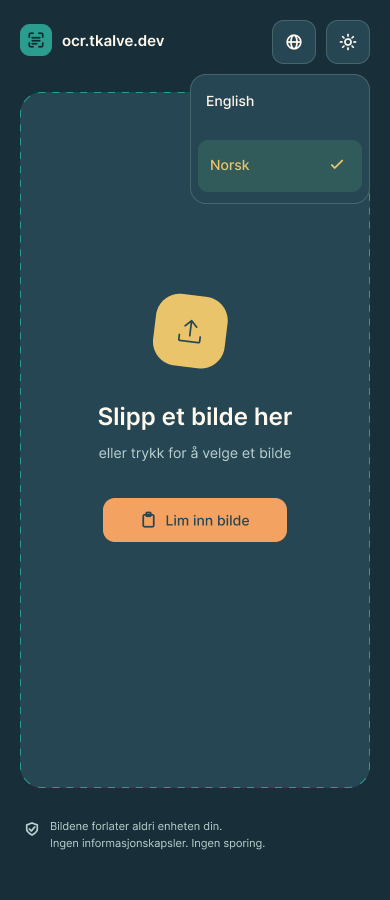 ocr.tkalve.dev
English
Norsk
Slipp et bilde her
eller trykk for å velge et bilde
Lim inn bilde
Bildene forlater aldri enheten din.
Ingen informasjonskapsler. Ingen sporing.